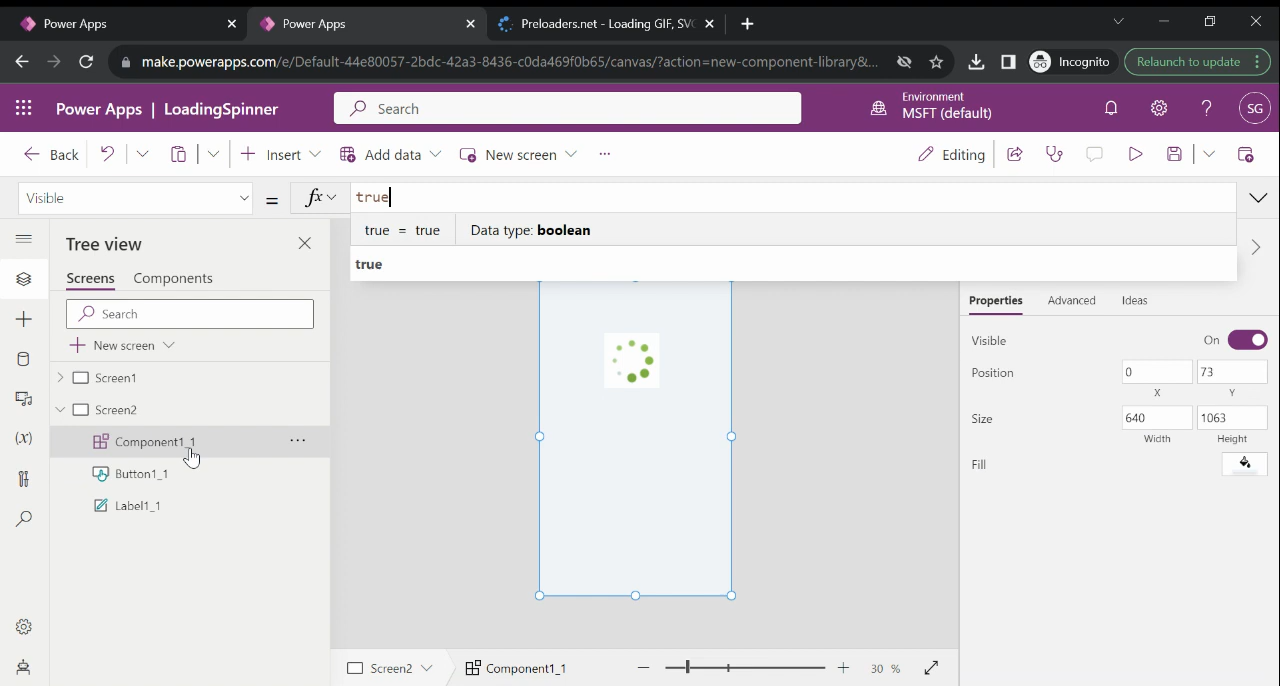 Power Apps
Power Apps
Preloaders.net - Loading GIF, SV
make.powerapps.com/e/Default-44e80057-2bdc-42a3-8436-c0da469f0b65/canvas/?action=new-component-library&...
Incognito
Relaunch to update
Power Apps | LoadingSpinner
Search
Environment
MSFT (default)
SG
Back
Insert
Add data
New screen
Editing
Visible
=
fx
true
true = true
Data type: boolean
true
Tree view
Screens
Components
Search
New screen
Screen1
Screen2
Component1_1
Button1_1
Label1_1
Properties
Advanced
Ideas
Visible
On
Position
0
73
X
Y
Size
640
1063
Width
Height
Fill
Screen2
Component1_1
30 %